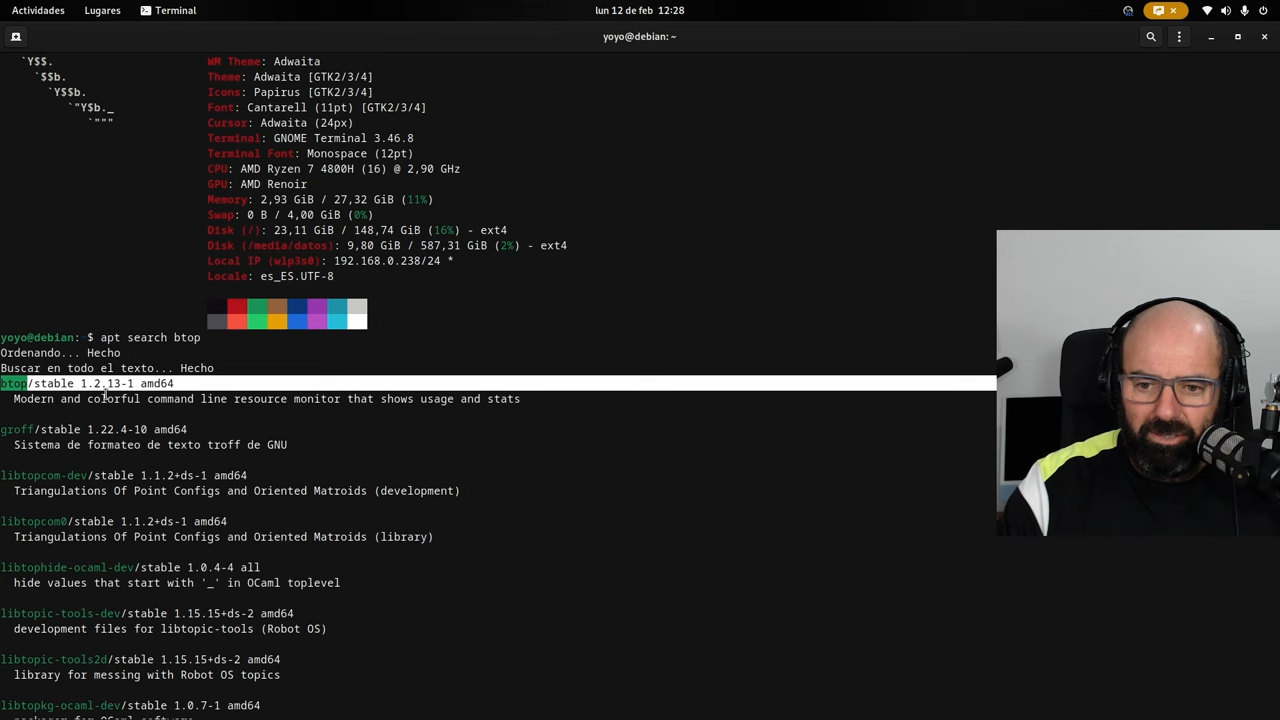 Actividades Lugares Terminal lun 12 de feb 12:28
yoyo@debian: ~
`Y$$. WM Theme: Adwaita
`$$b. Theme: Adwaita [GTK2/3/4]
`Y$$b. Icons: Papirus [GTK2/3/4]
`"Y$b._ Font: Cantarell (11pt) [GTK2/3/4]
`""" Cursor: Adwaita (24px)
Terminal: GNOME Terminal 3.46.8
Terminal Font: Monospace (12pt)
CPU: AMD Ryzen 7 4800H (16) @ 2,90 GHz
GPU: AMD Renoir
Memory: 2,93 GiB / 27,32 GiB (11%)
Swap: 0 B / 4,00 GiB (0%)
Disk (/): 23,11 GiB / 148,74 GiB (16%) - ext4
Disk (/media/datos): 9,80 GiB / 587,31 GiB (2%) - ext4
Local IP (wlp3s0): 192.168.0.238/24 *
Locale: es_ES.UTF-8
yoyo@debian:~$ apt search btop
Ordenando... Hecho
Buscar en todo el texto... Hecho
btop/stable 1.2.13-1 amd64
Modern and colorful command line resource monitor that shows usage and stats
groff/stable 1.22.4-10 amd64
Sistema de formateo de texto troff de GNU
libtopcom-dev/stable 1.1.2+ds-1 amd64
Triangulations Of Point Configs and Oriented Matroids (development)
libtopcom0/stable 1.1.2+ds-1 amd64
Triangulations Of Point Configs and Oriented Matroids (library)
libtophide-ocaml-dev/stable 1.0.4-4 all
hide values that start with '_' in OCaml toplevel
libtopic-tools-dev/stable 1.15.15+ds-2 amd64
development files for libtopic-tools (Robot OS)
libtopic-tools2d/stable 1.15.15+ds-2 amd64
library for messing with Robot OS topics
libtopkg-ocaml-dev/stable 1.0.7-1 amd64